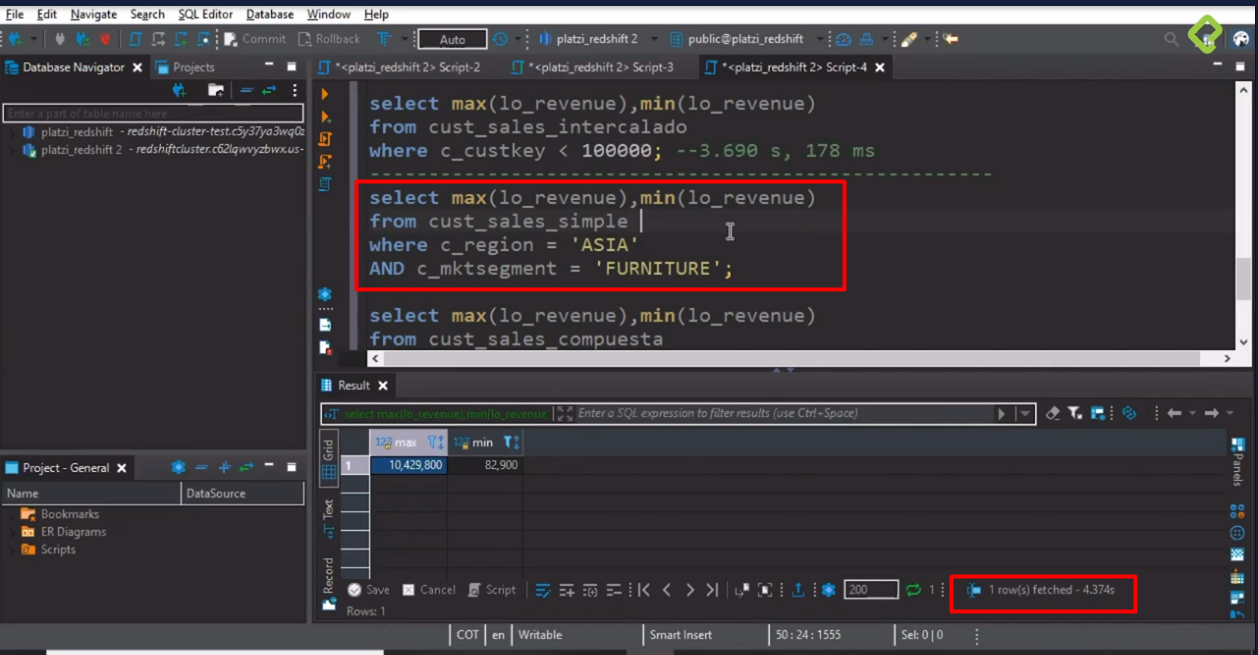 File Edit Navigate Search SQL Editor Database Window Help
Commit Rollback Auto platzi_redshift 2 public@platzi_redshift
Database Navigator Projects
*<platzi_redshift 2> Script-2 *<platzi_redshift 2> Script-3 *<platzi_redshift 2> Script-4
Enter a part of table name here
platzi_redshift - redshift-cluster-test.c5y37ya3wq0z
platzi_redshift 2 - redshiftcluster.c62lqwvyzbwx.us-
select max(lo_revenue),min(lo_revenue)
from cust_sales_intercalado
where c_custkey < 100000; --3.690 s, 178 ms
---------------------------------------------------
select max(lo_revenue),min(lo_revenue)
from cust_sales_simple
where c_region = 'ASIA'
AND c_mktsegment = 'FURNITURE';
select max(lo_revenue),min(lo_revenue)
from cust_sales_compuesta
Result
select max(lo_revenue),min(lo_revenue Enter a SQL expression to filter results (use Ctrl+Space)
Grid
Text
Record
123 max 123 min
1 10,429,800 82,900
Panels
Project - General
Name DataSource
Bookmarks
ER Diagrams
Scripts
Save Cancel Script 200 1 1 row(s) fetched - 4.374s
Rows: 1
COT en Writable Smart Insert 50 : 24 : 1555 Sel: 0 | 0